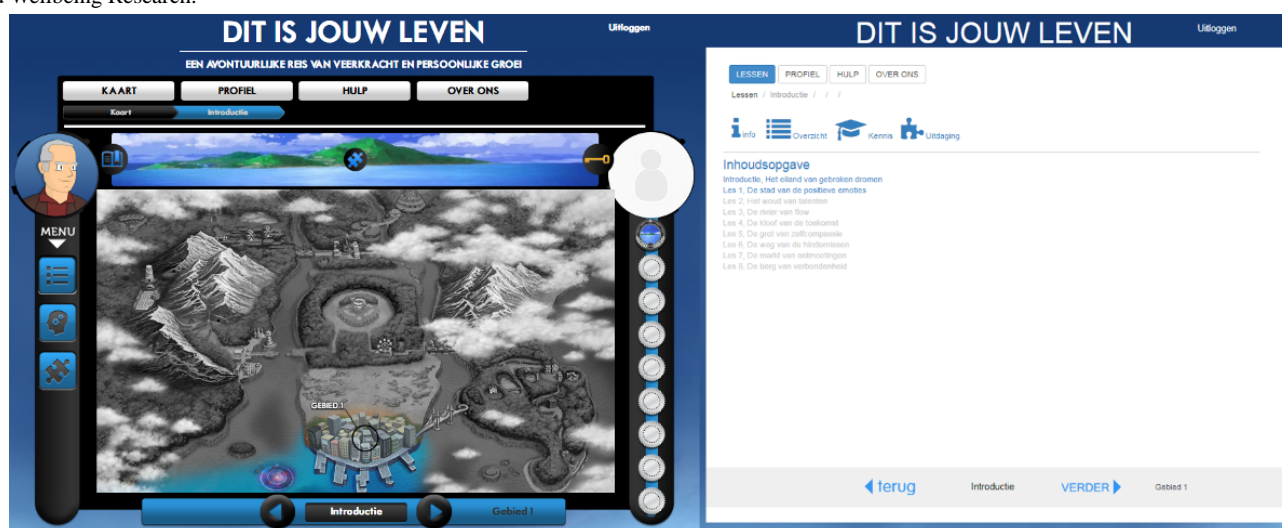 Wellbeing Research.
DIT IS JOUW LEVEN
Uitloggen
EEN AVONTUURLIJKE REIS VAN VEERKRACHT EN PERSOONLIJKE GROEI
KAART PROFIEL HULP OVER ONS
Kaart Introductie
MENU
GEBIED 1
Introductie Gebied 1
DIT IS JOUW LEVEN
Uitloggen
LESSEN PROFIEL HULP OVER ONS
Lessen / Introductie / / /
info Overzicht Kennis Uitdaging
Inhoudsopgave
Introductie, Het eiland van gebroken dromen
Les 1, De stad van de positieve emoties
Les 2, Het woud van talenten
Les 3, De rivier van flow
Les 4, De kloof van de toekomst
Les 5, De grot van zelfcompassie
Les 6, De weg van de hindernissen
Les 7, De markt van ontmoetingen
Les 8, De berg van verbondenheid
terug Introductie VERDER Gebied 1